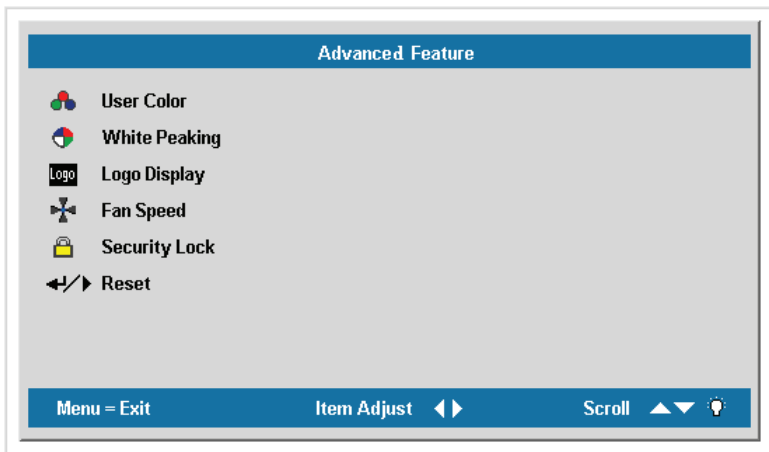 Advanced Feature
User Color
White Peaking
Logo Logo Display
Fan Speed
Security Lock
Reset
Menu = Exit Item Adjust Scroll